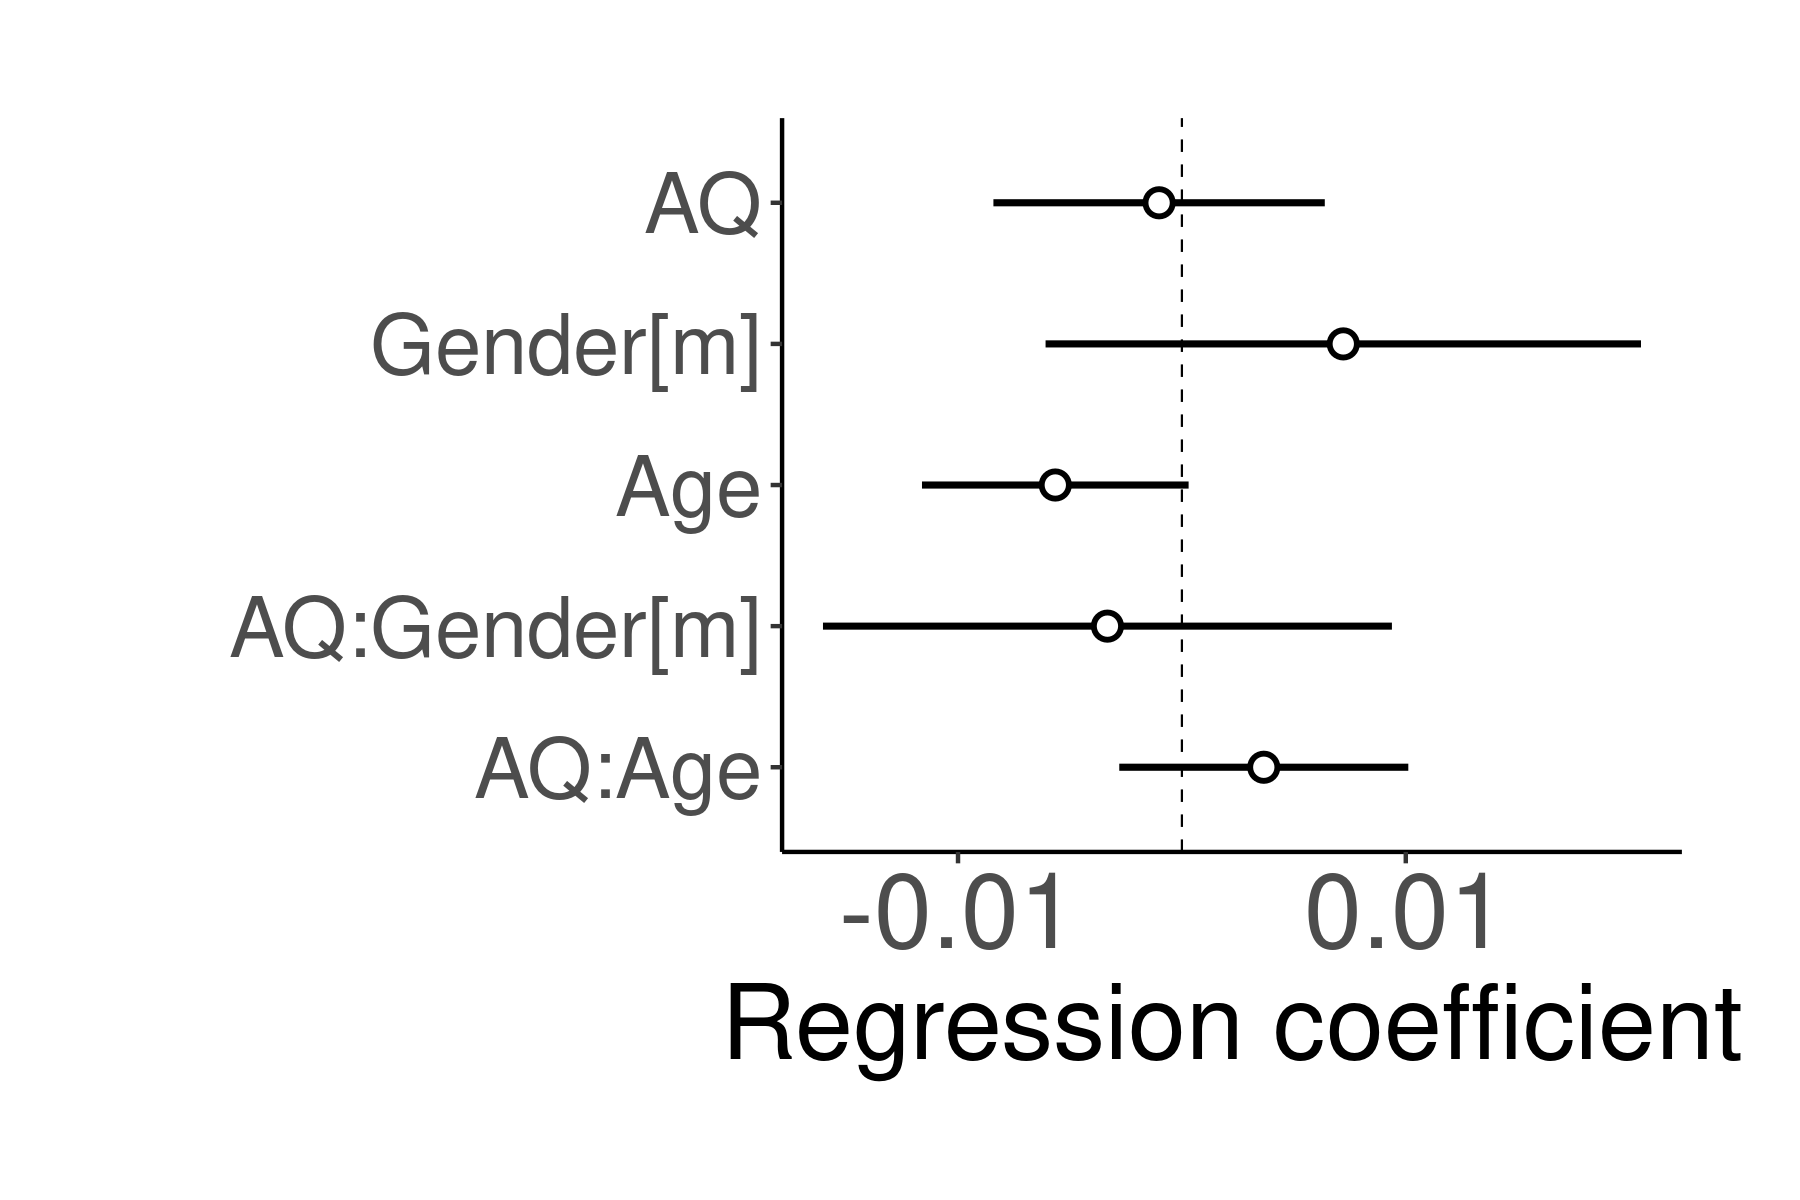 AQ
Gender[m]
Age
AQ:Gender[m]
AQ:Age
-0.01 0.01
Regression coefficient